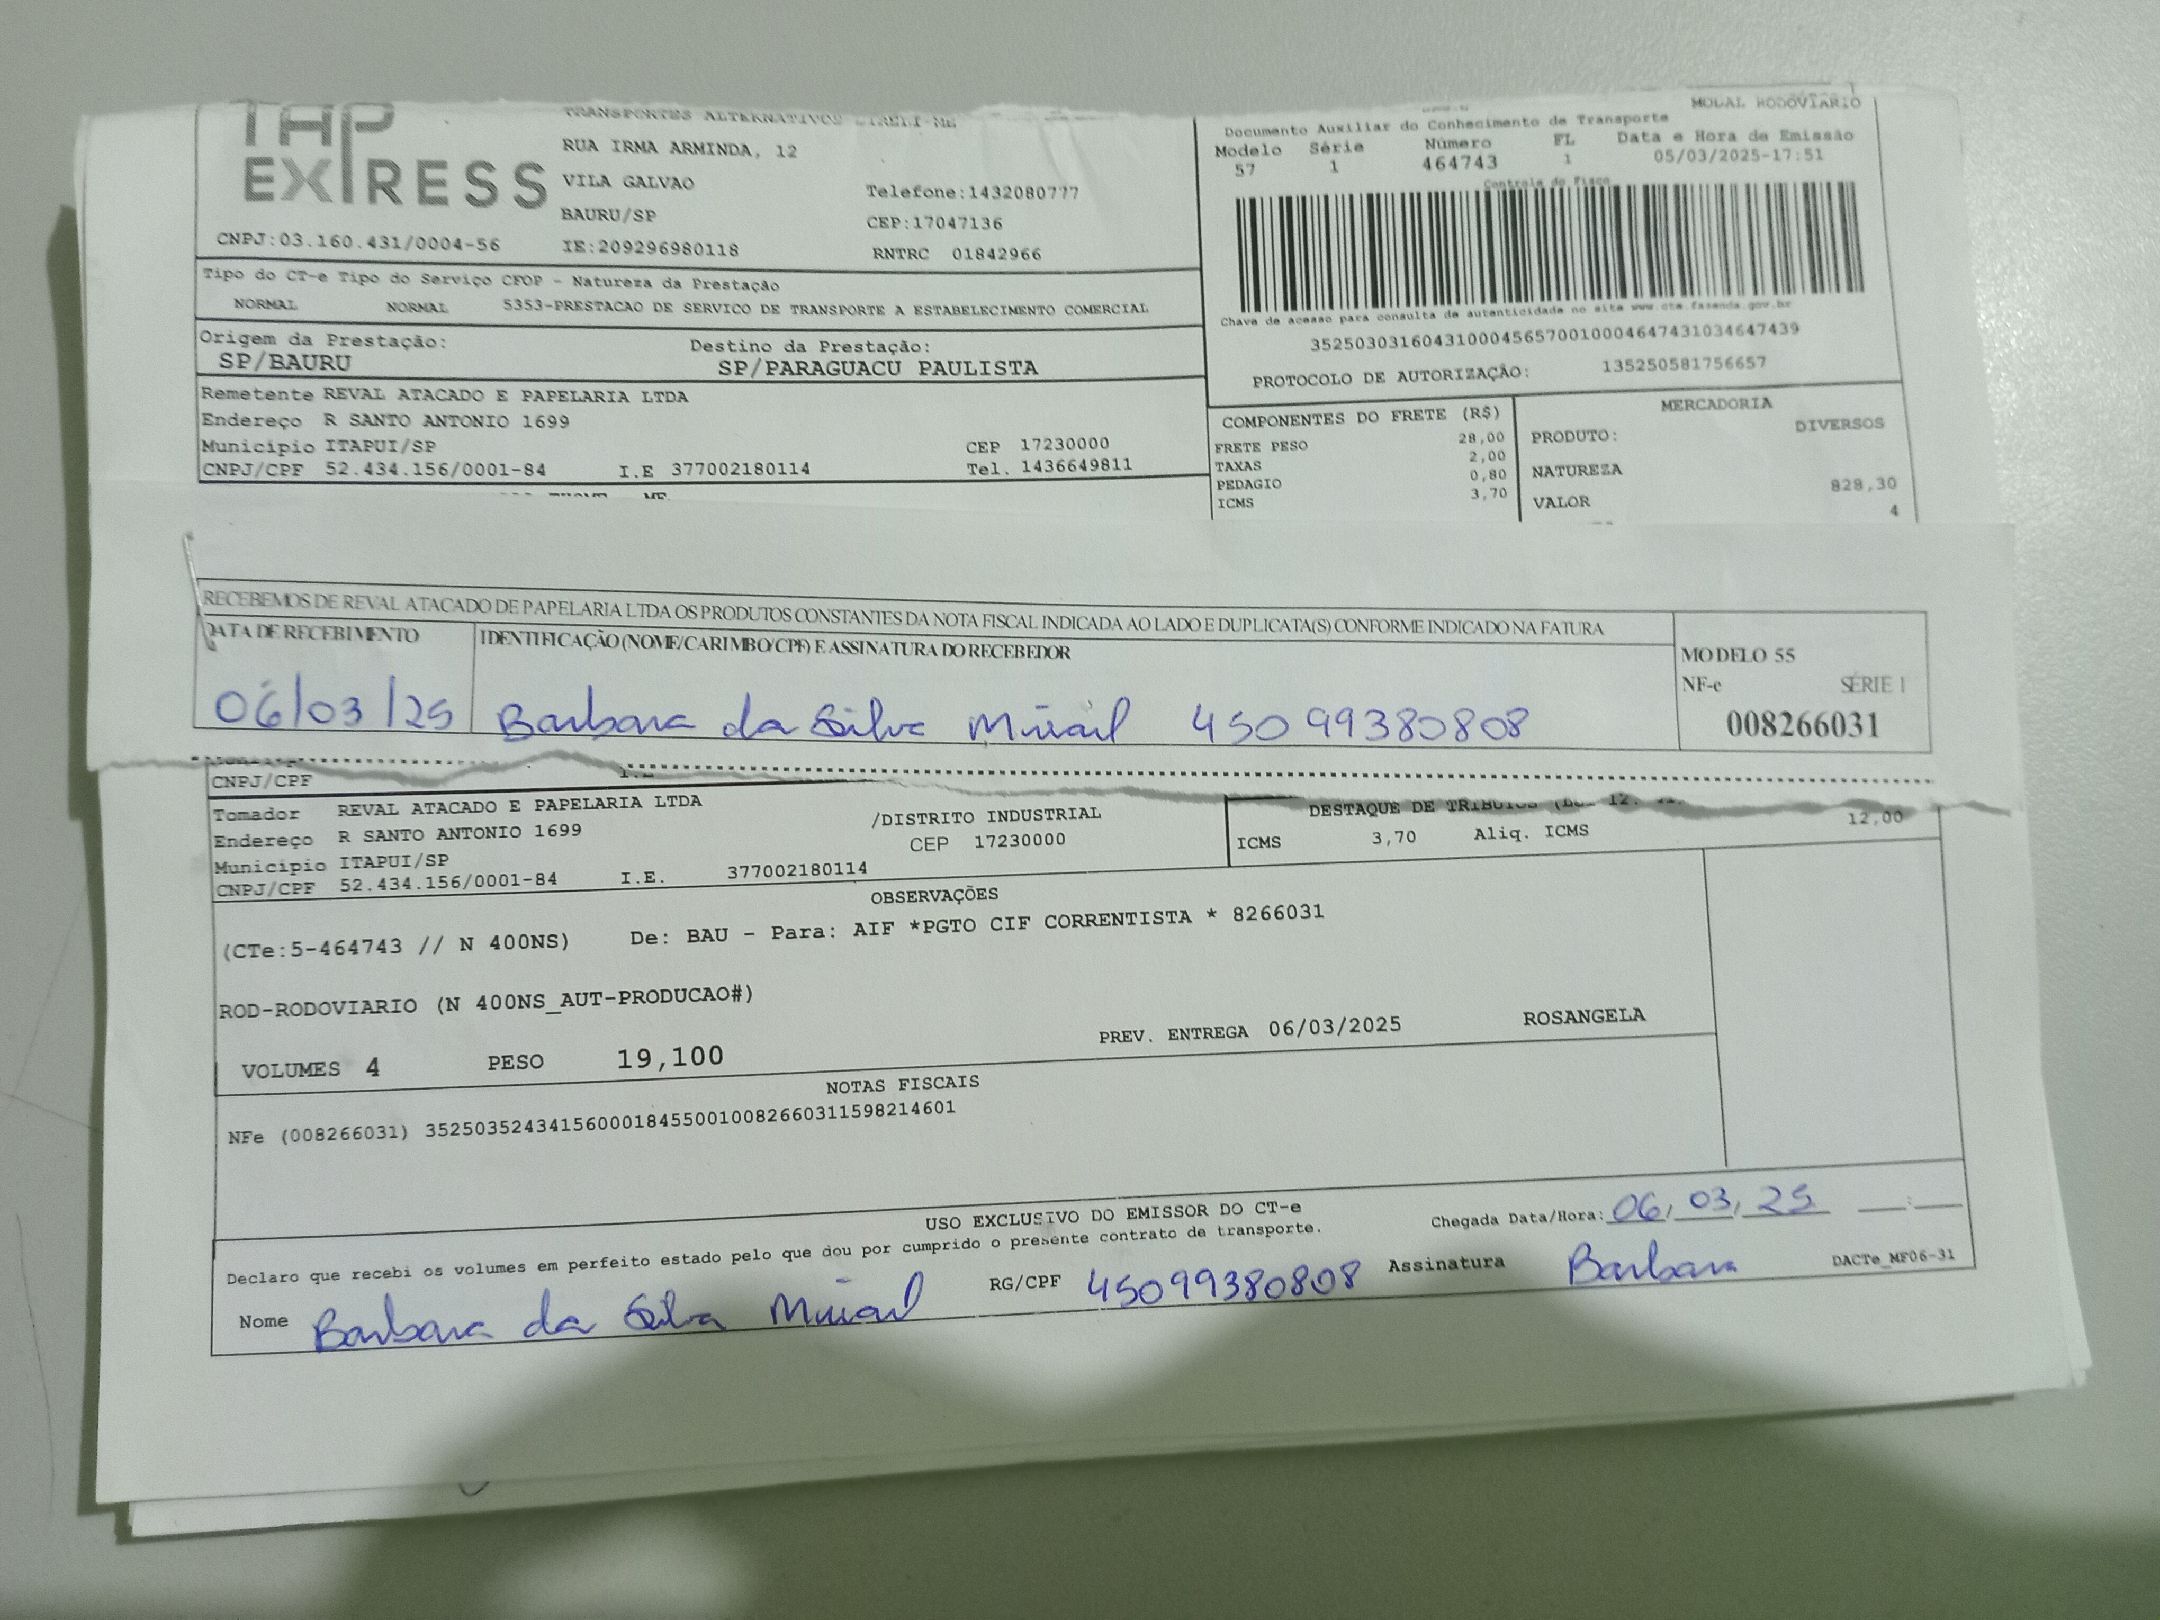 TAP
EXPRESS
TRANSPORTES ALTERNATIVOS EIRELI-ME
RUA IRMA ARMINDA, 12
VILA GALVAO
Telefone:1432080777
BAURU/SP
CEP:17047136
CNPJ:03.160.431/0004-56
IE:209296980118
RNTRC 01842966
MODAL RODOVIARIO
Documento Auxiliar do Conhecimento de Transporte
Modelo Série Número FL Data e Hora de Emissão
57 1 464743 1 05/03/2025-17:51
Controle do Fisco
Chave de acesso para consulta de autenticidade no site www.cte.fazenda.gov.br
35250303160431000456570010004647431034647439
PROTOCOLO DE AUTORIZAÇÃO: 135250581756657
Tipo do CT-e Tipo do Serviço CFOP - Natureza da Prestação
NORMAL NORMAL 5353-PRESTACAO DE SERVICO DE TRANSPORTE A ESTABELECIMENTO COMERCIAL
Origem da Prestação: Destino da Prestação:
SP/BAURU SP/PARAGUACU PAULISTA
Remetente REVAL ATACADO E PAPELARIA LTDA
Endereço R SANTO ANTONIO 1699
Municipio ITAPUI/SP CEP 17230000
CNPJ/CPF 52.434.156/0001-84 I.E 377002180114 Tel. 1436649811
COMPONENTES DO FRETE (R$)
FRETE PESO 28,00
TAXAS 2,00
PEDAGIO 0,80
ICMS 3,70
MERCADORIA
PRODUTO: DIVERSOS
NATUREZA
VALOR 828,30
4
RECEBEMOS DE REVAL ATACADO DE PAPELARIA LTDA OS PRODUTOS CONSTANTES DA NOTA FISCAL INDICADA AO LADO E DUPLICATA(S) CONFORME INDICADO NA FATURA
DATA DE RECEBIMENTO
IDENTIFICAÇÃO (NOME/CARIMBO/CPF) E ASSINATURA DO RECEBEDOR
06/03/25 Barbara da Silva 45099380808
MODELO 55
NF-e SÉRIE 1
008266031
CNPJ/CPF I.E
Tomador REVAL ATACADO E PAPELARIA LTDA
Endereço R SANTO ANTONIO 1699 /DISTRITO INDUSTRIAL
Municipio ITAPUI/SP CEP 17230000
CNPJ/CPF 52.434.156/0001-84 I.E. 377002180114
DESTAQUE DE TRIBUTOS
ICMS 3,70 Aliq. ICMS 12,00
OBSERVAÇÕES
(CTe:5-464743 // N 400NS) De: BAU - Para: AIF *PGTO CIF CORRENTISTA * 8266031
ROD-RODOVIARIO (N 400NS_AUT-PRODUCAO#)
PREV. ENTREGA 06/03/2025 ROSANGELA
VOLUMES 4 PESO 19,100
NOTAS FISCAIS
NFe (008266031) 35250352434156000184550010082660311598214601
USO EXCLUSIVO DO EMISSOR DO CT-e
Declaro que recebi os volumes em perfeito estado pelo que dou por cumprido o presente contrato de transporte.
Chegada Data/Hora: 06/03/25 __:__
Nome Barbara da Silva RG/CPF 45099380808 Assinatura Barbara
DACTe_MF06-31